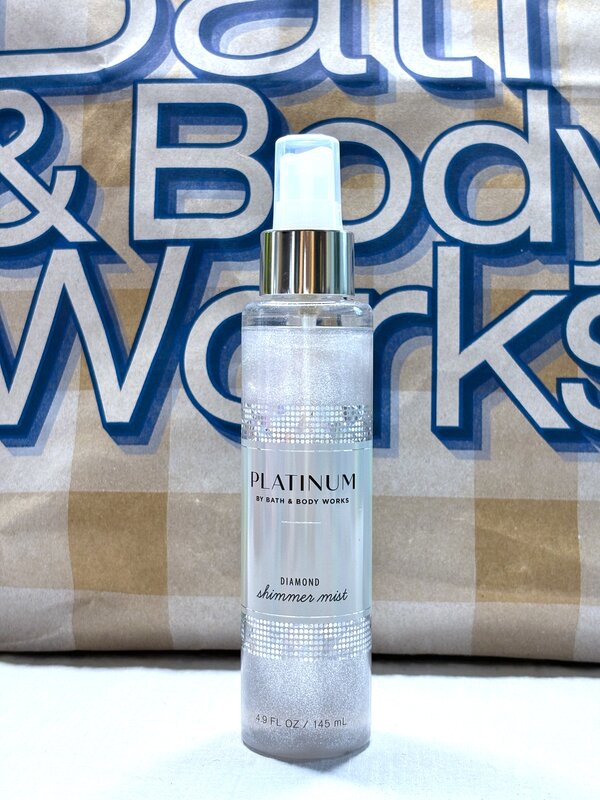 Bath
& Body
Works
PLATINUM
BY BATH & BODY WORKS
DIAMOND
shimmer mist
4.9 FL OZ / 145 mL